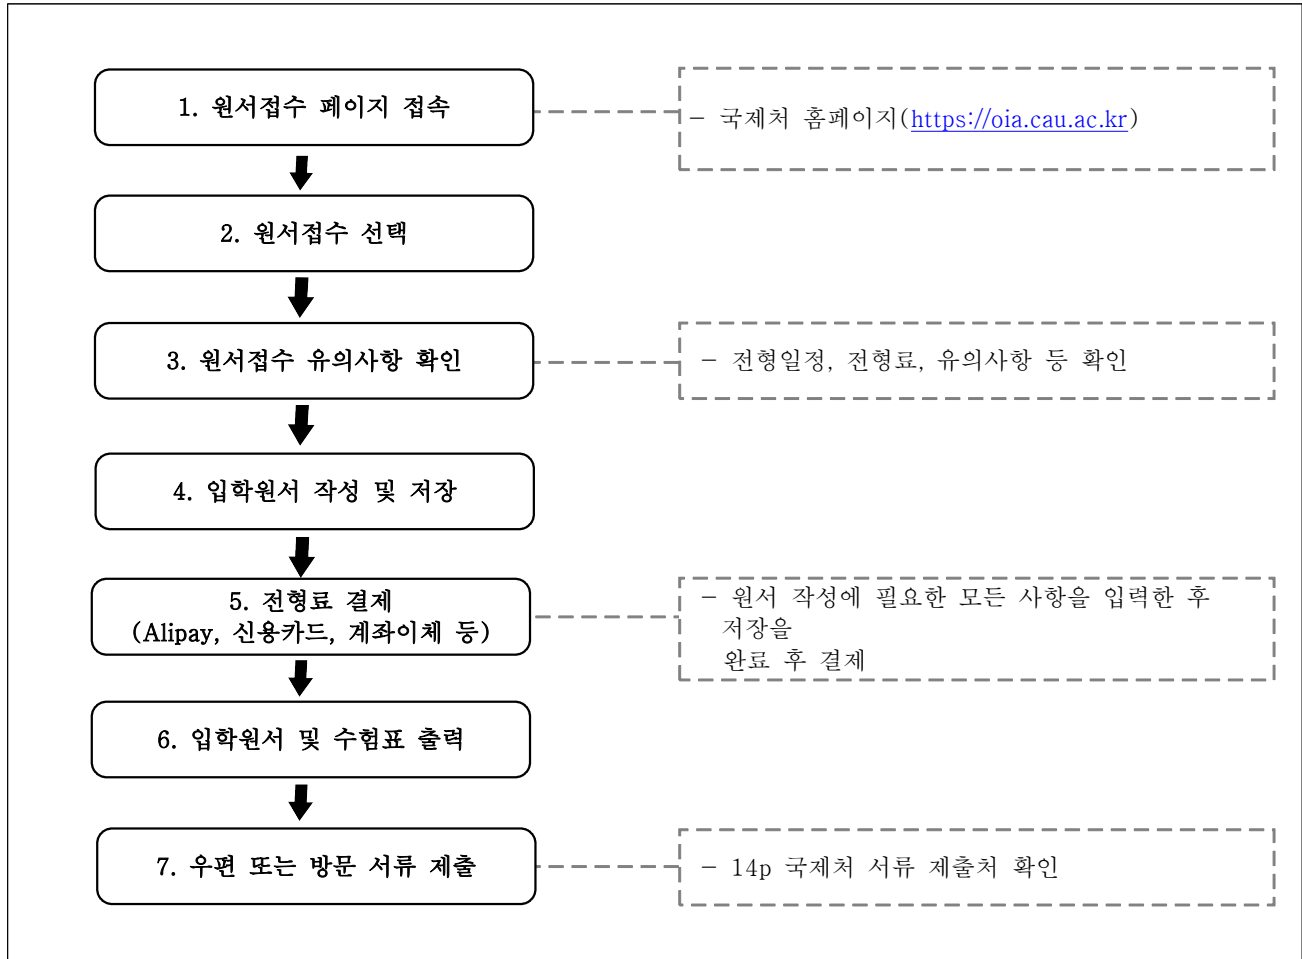 1. 원서접수 페이지 접속
- 국제처 홈페이지(https://oia.cau.ac.kr)
2. 원서접수 선택
3. 원서접수 유의사항 확인
- 전형일정, 전형료, 유의사항 등 확인
4. 입학원서 작성 및 저장
5. 전형료 결제
(Alipay, 신용카드, 계좌이체 등)
- 원서 작성에 필요한 모든 사항을 입력한 후
저장을
완료 후 결제
6. 입학원서 및 수험표 출력
7. 우편 또는 방문 서류 제출
- 14p 국제처 서류 제출처 확인